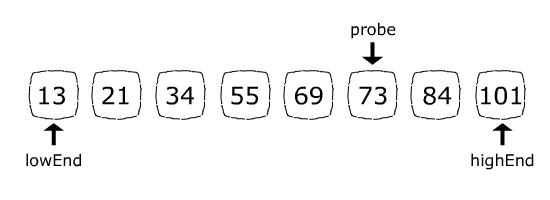 probe
13 21 34 55 69 73 84 101
lowEnd highEnd